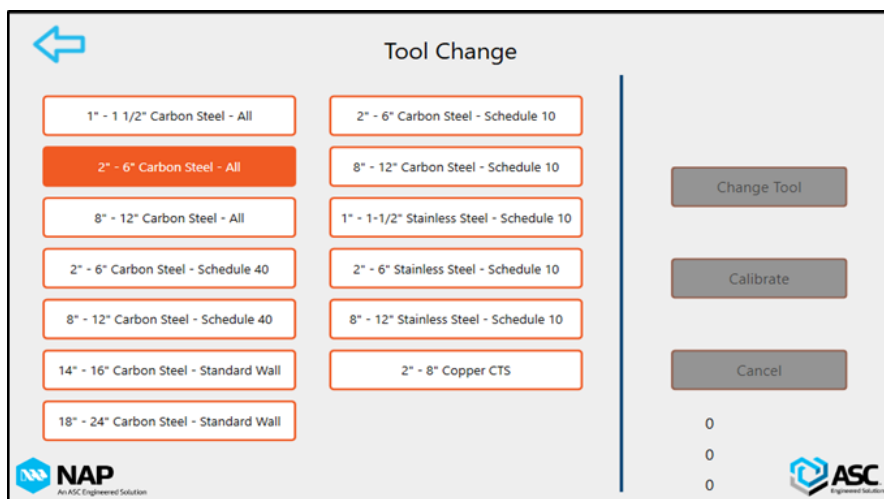 Tool Change
1" - 1 1/2" Carbon Steel - All
2" - 6" Carbon Steel - All
8" - 12" Carbon Steel - All
2" - 6" Carbon Steel - Schedule 40
8" - 12" Carbon Steel - Schedule 40
14" - 16" Carbon Steel - Standard Wall
18" - 24" Carbon Steel - Standard Wall
2" - 6" Carbon Steel - Schedule 10
8" - 12" Carbon Steel - Schedule 10
1" - 1-1/2" Stainless Steel - Schedule 10
2" - 6" Stainless Steel - Schedule 10
8" - 12" Stainless Steel - Schedule 10
2" - 8" Copper CTS
Change Tool
Calibrate
Cancel
0
0
0
NAP
An ASC Engineered Solution
ASC
Engineered Solutions